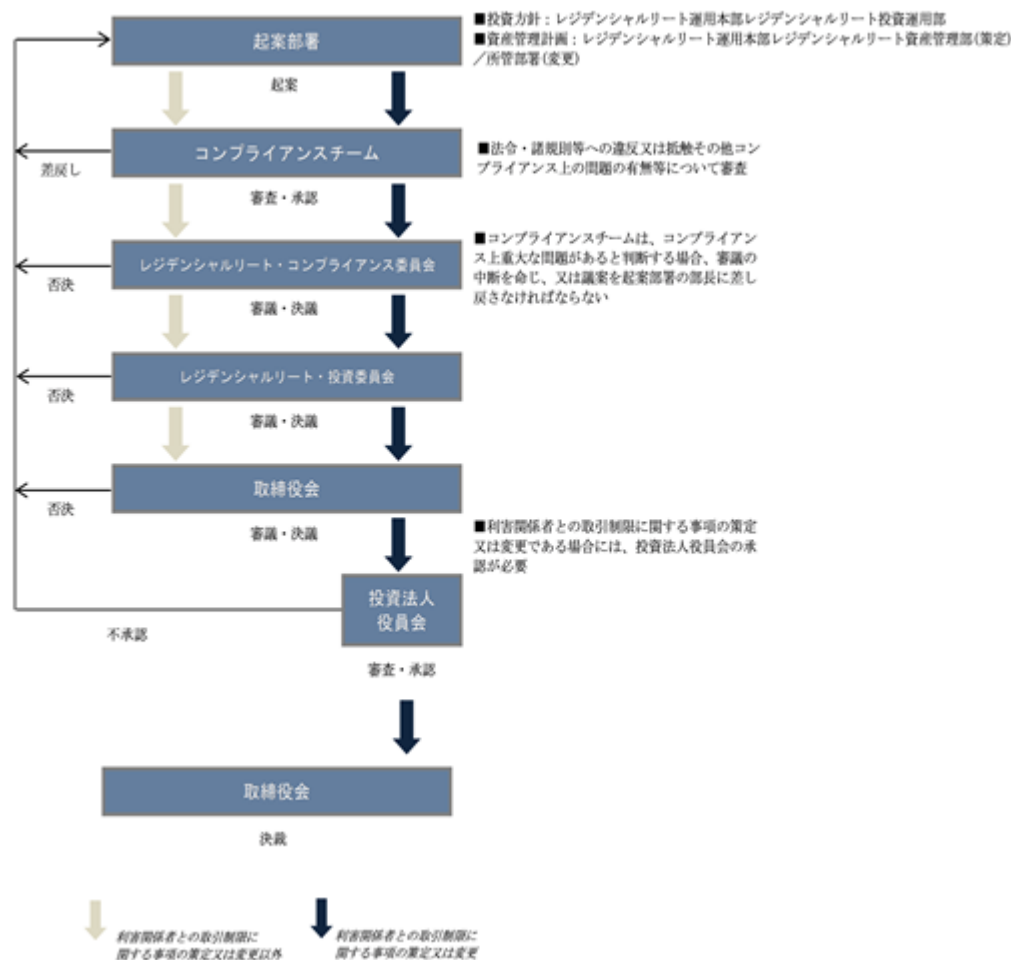 起案部署
■投資方針：レジデンシャルリート運用本部レジデンシャルリート投資運用部
■資産管理計画：レジデンシャルリート運用本部レジデンシャルリート資産管理部(策定)
／所管部署(変更)
起案
コンプライアンスチーム
■法令・諸規則等への違反又は抵触その他コン
プライアンス上の問題の有無等について審査
差戻し
審査・承認
レジデンシャルリート・コンプライアンス委員会
■コンプライアンスチームは、コンプライアン
ス上重大な問題があると判断する場合、審議の
中断を命じ、又は議案を起案部署の部長に差し
戻さなければならない
否決
審議・決議
レジデンシャルリート・投資委員会
否決
審議・決議
取締役会
否決
審議・決議
■利害関係者との取引制限に関する事項の策定
又は変更である場合には、投資法人役員会の承
認が必要
投資法人
役員会
不承認
審査・承認
取締役会
決裁
利害関係者との取引制限に
関する事項の策定又は変更以外
利害関係者との取引制限に
関する事項の策定又は変更